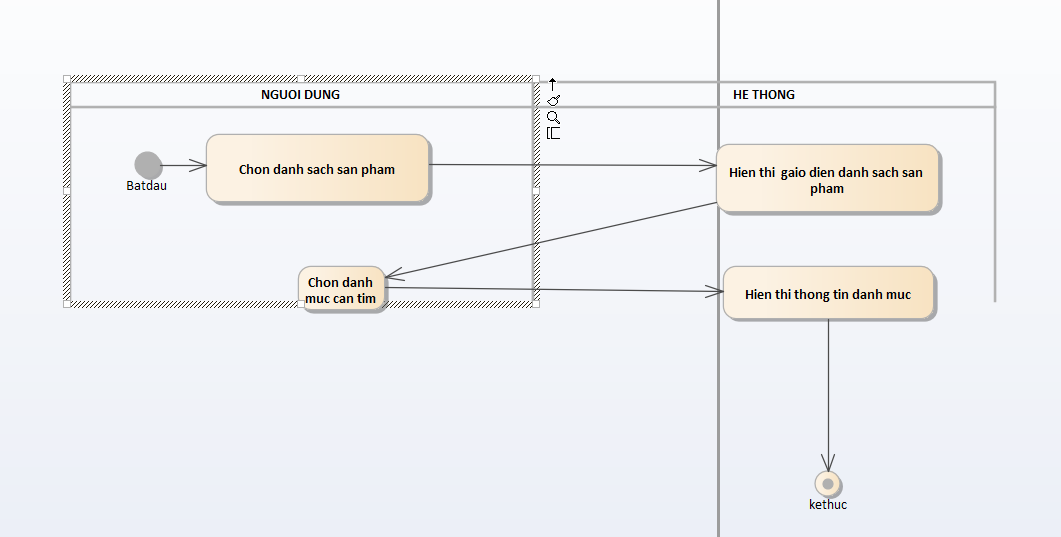 NGUOI DUNG
HE THONG
Batdau
Chon danh sach san pham
Hien thi gaio dien danh sach san
pham
Chon danh
muc can tim
Hien thi thong tin danh muc
kethuc